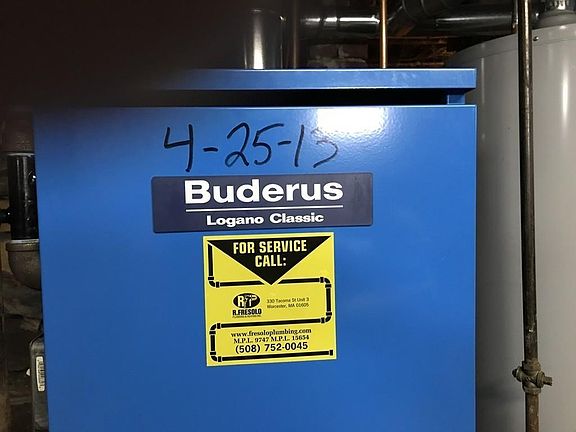 4-25-13
Buderus
Logano Classic
FOR SERVICE
CALL:
R.FRESOLO
330 Tacoma St Unit 3
Worcester, MA 01605
www.fresoloplumbing.com
M.P.L. 9747 M.P.L. 15654
(508) 752-0045